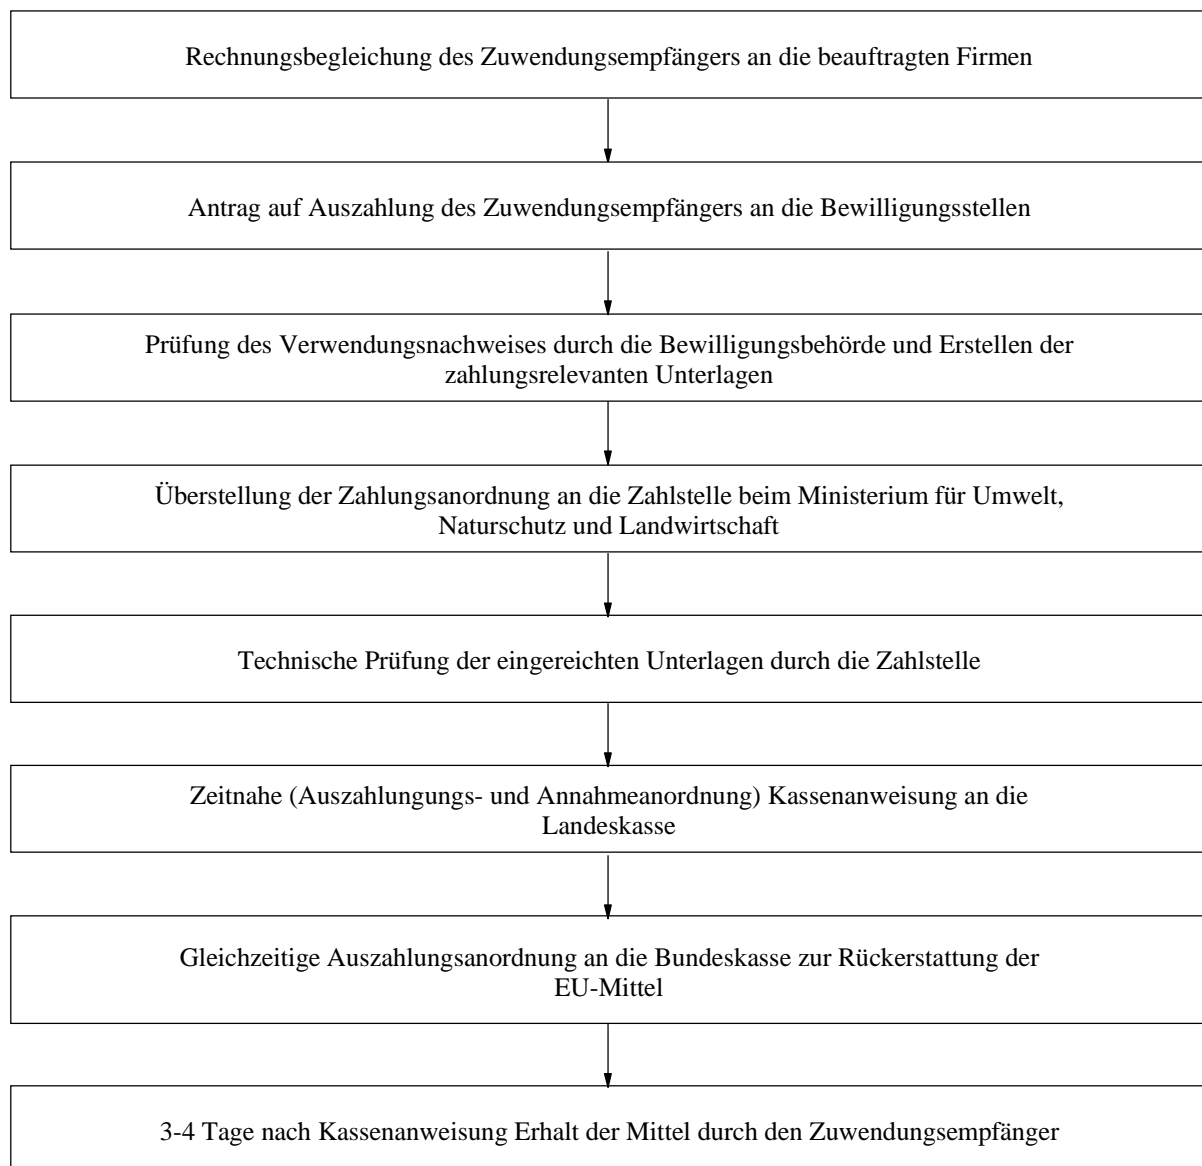 Rechnungsbegleichung des Zuwendungsempfängers an die beauftragten Firmen
Antrag auf Auszahlung des Zuwendungsempfängers an die Bewilligungsstellen
Prüfung des Verwendungsnachweises durch die Bewilligungsbehörde und Erstellen der
zahlungsrelevanten Unterlagen
Überstellung der Zahlungsanordnung an die Zahlstelle beim Ministerium für Umwelt,
Naturschutz und Landwirtschaft
Technische Prüfung der eingereichten Unterlagen durch die Zahlstelle
Zeitnahe (Auszahlungungs- und Annahmeanordnung) Kassenanweisung an die
Landeskasse
Gleichzeitige Auszahlungsanordnung an die Bundeskasse zur Rückerstattung der
EU-Mittel
3-4 Tage nach Kassenanweisung Erhalt der Mittel durch den Zuwendungsempfänger